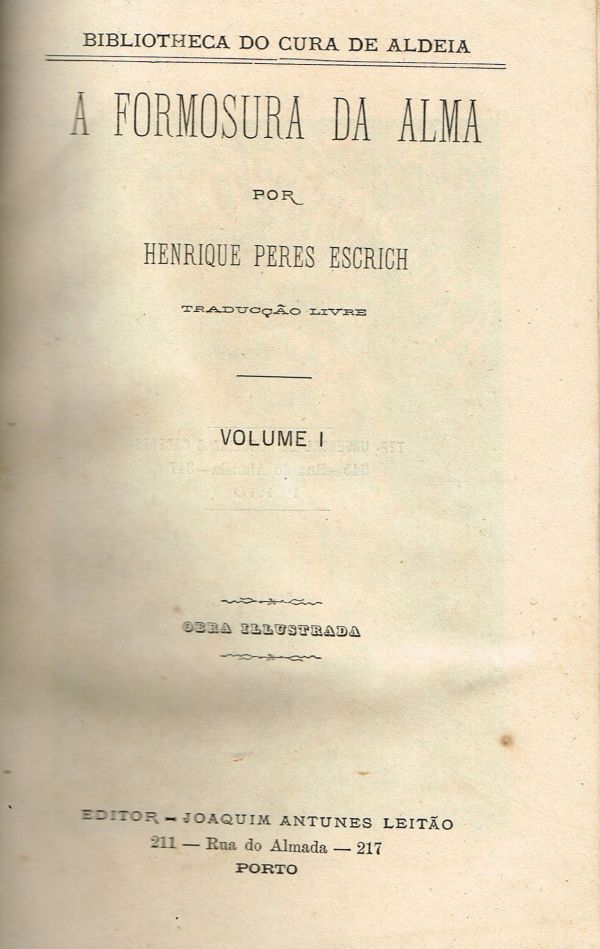 BIBLIOTHECA DO CURA DE ALDEIA
A FORMOSURA DA ALMA
POR
HENRIQUE PERES ESCRICH
TRADUCÇÃO LIVRE
VOLUME I
OBRA ILLUSTRADA
EDITOR - JOAQUIM ANTUNES LEITÃO
211 — Rua do Almada — 217
PORTO